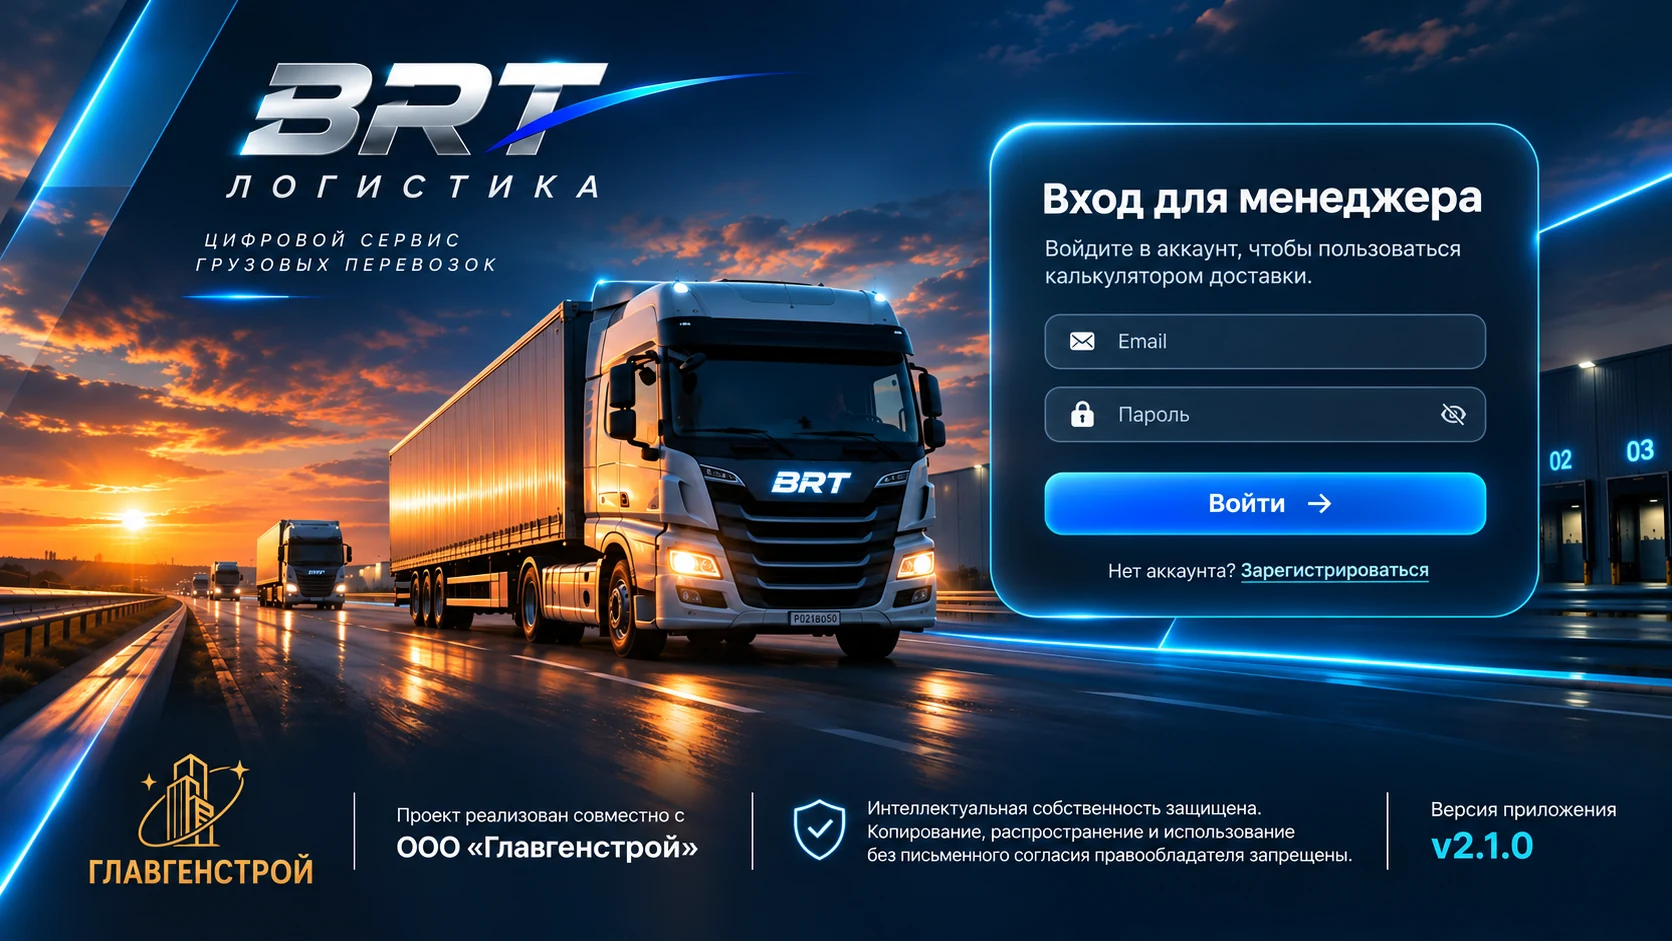 BRT
ЛОГИСТИКА
ЦИФРОВОЙ СЕРВИС
ГРУЗОВЫХ ПЕРЕВОЗОК
Вход для менеджера
Войдите в аккаунт, чтобы пользоваться
калькулятором доставки.
Email
Пароль
Войти →
Нет аккаунта? Зарегистрироваться
BRT
02
03
ГЛАВГЕНСТРОЙ
Проект реализован совместно с
ООО «Главгенстрой»
Интеллектуальная собственность защищена.
Копирование, распространение и использование
без письменного согласия правообладателя запрещены.
Версия приложения
v2.1.0